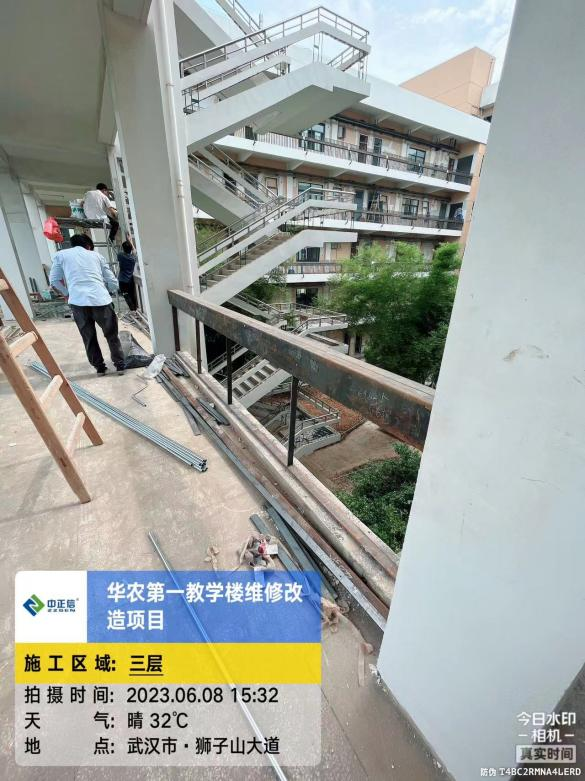 中正信®
ZZSEN
华农第一教学楼维修改
造项目
施工区域: 三层
拍摄时间: 2023.06.08 15:32
天 气: 晴 32℃
地 点: 武汉市·狮子山大道
今日水印
相机
真实时间
防伪 T4BC2RMNA4LERD